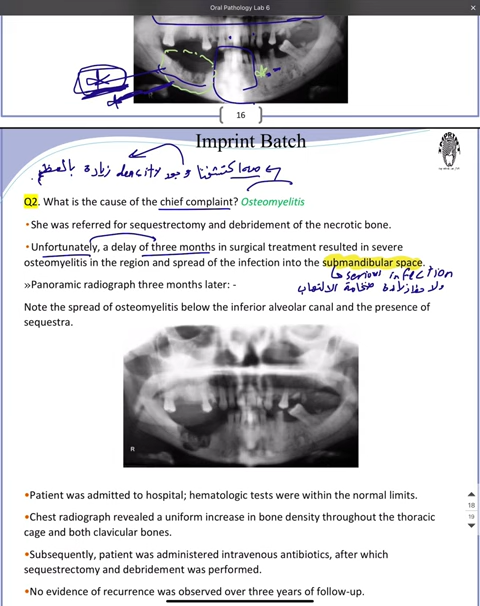 Oral Pathology Lab 6
16
Imprint Batch
زيادة density بالعظم
Q2. What is the cause of the chief complaint? Osteomyelitis
•She was referred for sequestrectomy and debridement of the necrotic bone.
•Unfortunately, a delay of three months in surgical treatment resulted in severe
osteomyelitis in the region and spread of the infection into the submandibular space.
serious infection
»Panoramic radiograph three months later: -
الالتهاب
Note the spread of osteomyelitis below the inferior alveolar canal and the presence of
sequestra.
R
•Patient was admitted to hospital; hematologic tests were within the normal limits.
•Chest radiograph revealed a uniform increase in bone density throughout the thoracic
cage and both clavicular bones.
•Subsequently, patient was administered intravenous antibiotics, after which
sequestrectomy and debridement was performed.
•No evidence of recurrence was observed over three years of follow-up.
18
19